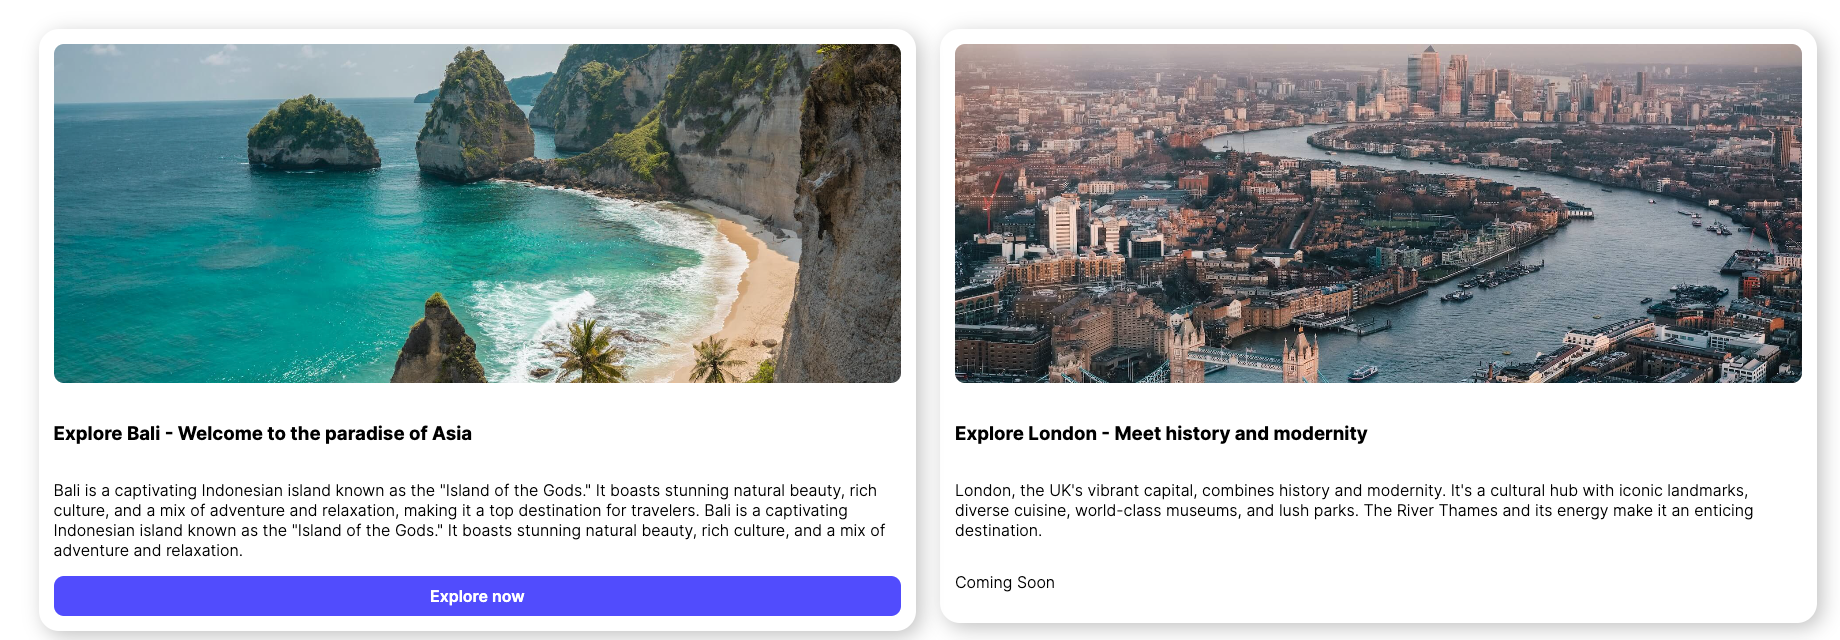 Explore Bali - Welcome to the paradise of Asia
Bali is a captivating Indonesian island known as the "Island of the Gods." It boasts stunning natural beauty, rich
culture, and a mix of adventure and relaxation, making it a top destination for travelers. Bali is a captivating
Indonesian island known as the "Island of the Gods." It boasts stunning natural beauty, rich culture, and a mix of
adventure and relaxation.
Explore now
Explore London - Meet history and modernity
London, the UK's vibrant capital, combines history and modernity. It's a cultural hub with iconic landmarks,
diverse cuisine, world-class museums, and lush parks. The River Thames and its energy make it an enticing
destination.
Coming Soon